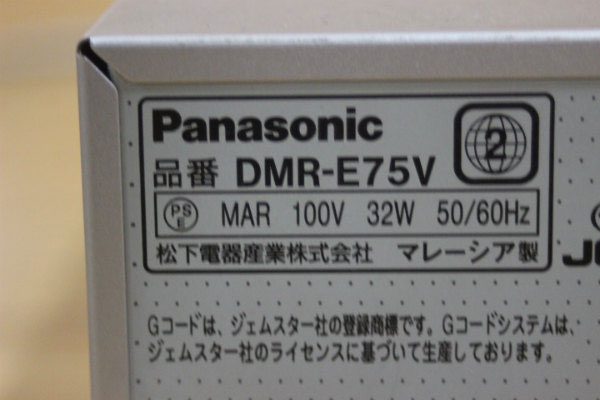 Panasonic
2
品番 DMR-E75V
PS E MAR 100V 32W 50/60Hz
松下電器産業株式会社 マレーシア製
Gコードは、ジェムスター社の登録商標です。Gコードシステムは、
ジェムスター社のライセンスに基づいて生産しております。